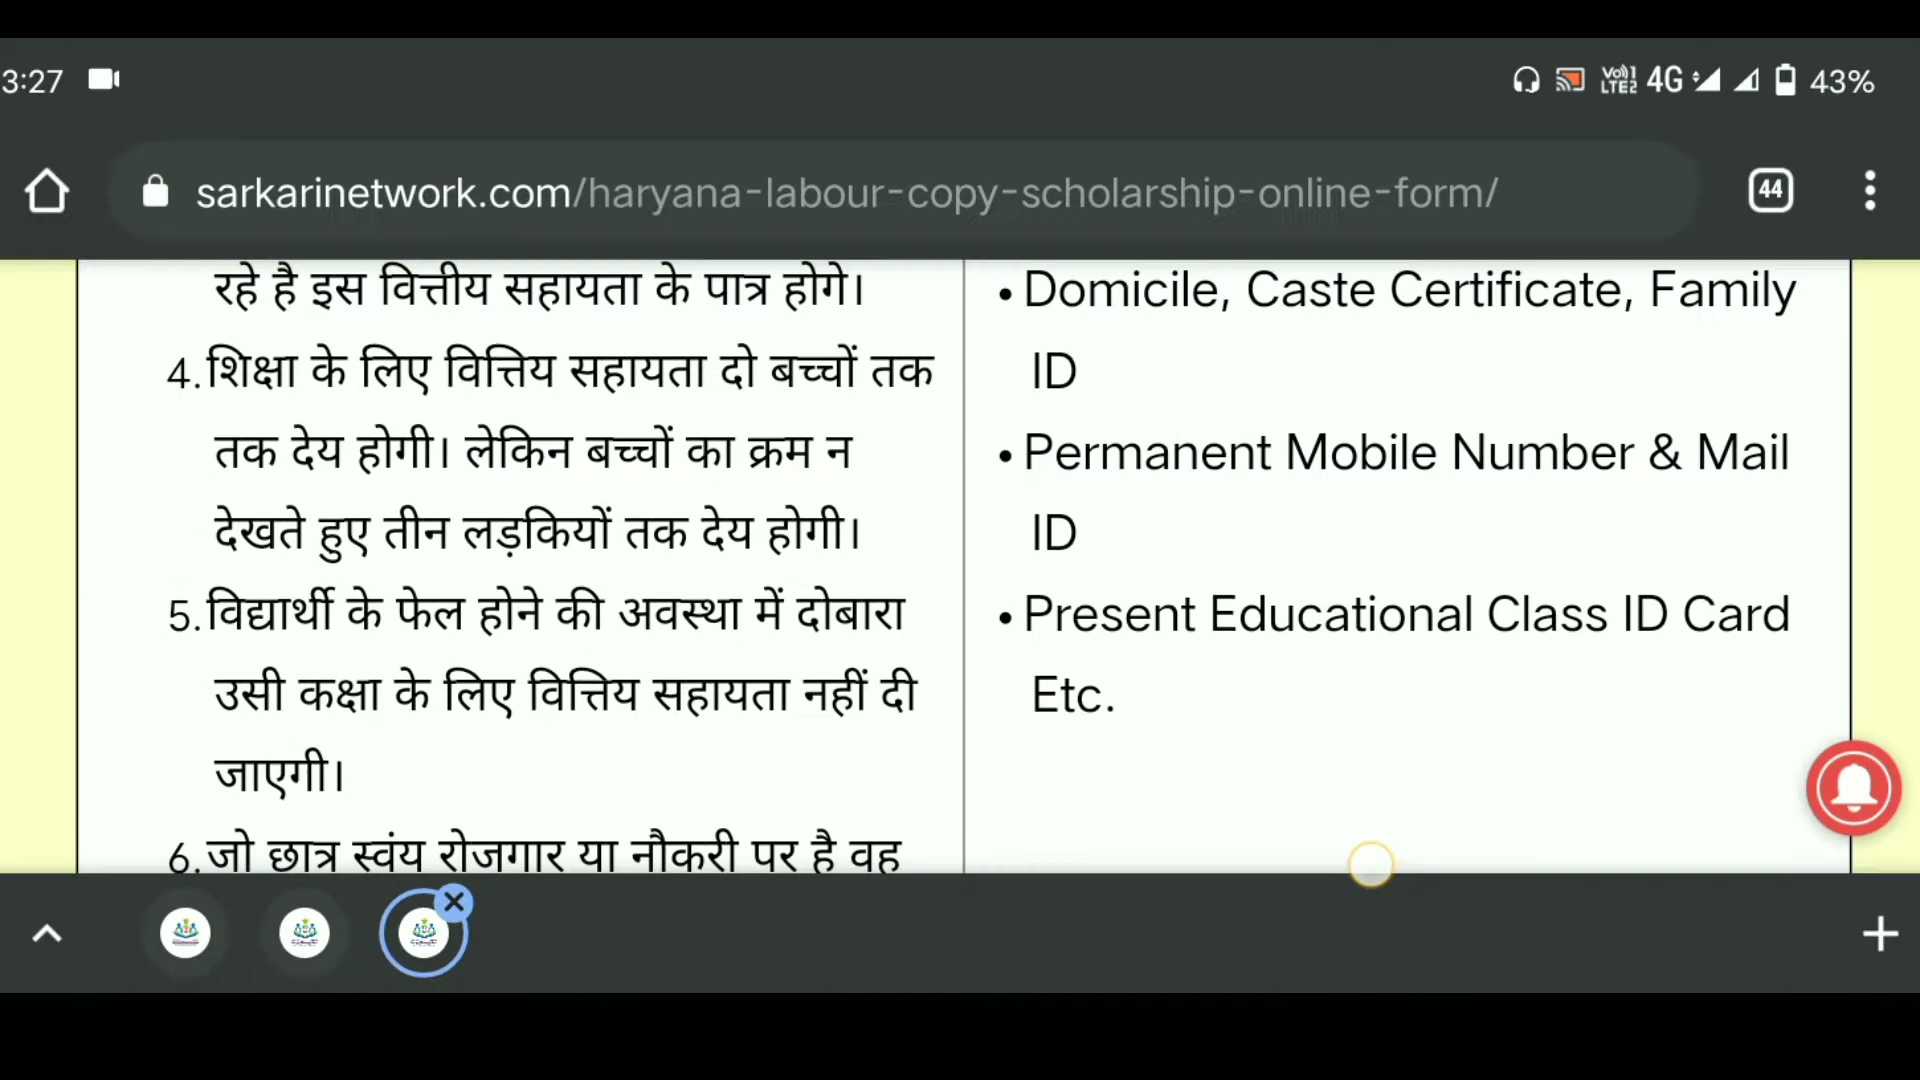 3:27
Vo) 1 LTE2 4G 43%
sarkarinetwork.com/haryana-labour-copy-scholarship-online-form/
44
रहे है इस वित्तीय सहायता के पात्र होगे।
4.शिक्षा के लिए वित्तिय सहायता दो बच्चों तक
तक देय होगी। लेकिन बच्चों का क्रम न
देखते हुए तीन लड़कियों तक देय होगी।
5.विद्यार्थी के फेल होने की अवस्था में दोबारा
उसी कक्षा के लिए वित्तिय सहायता नहीं दी
जाएगी।
6.जो छात्र स्वंय रोजगार या नौकरी पर है वह
• Domicile, Caste Certificate, Family
ID
• Permanent Mobile Number & Mail
ID
• Present Educational Class ID Card
Etc.